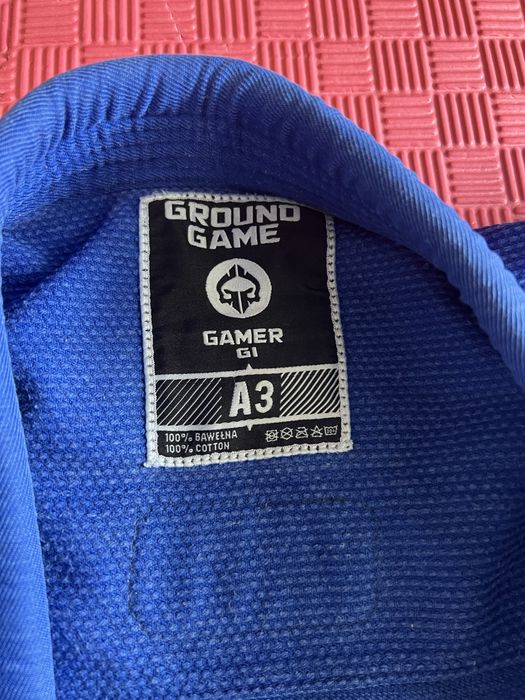 GROUND
GAME
GAMER
GI
A3
100% BAWEŁNA
100% COTTON